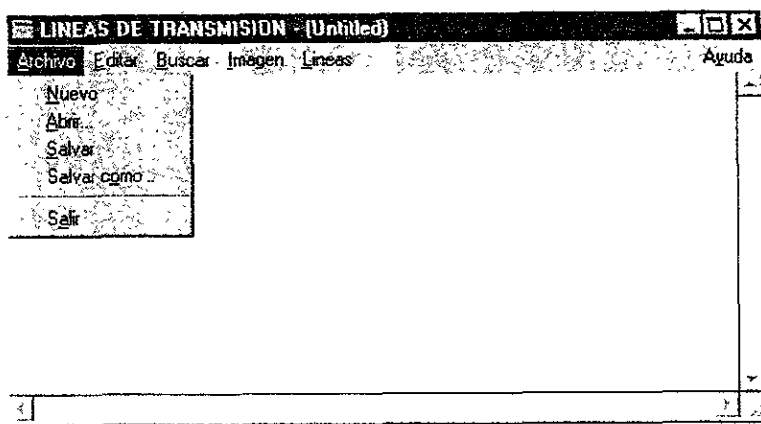 LINEAS DE TRANSMISION - (Untitled)
Archivo Editar Buscar Imagen Lineas Ayuda
Nuevo
Abrir...
Salvar
Salvar como...
Salir